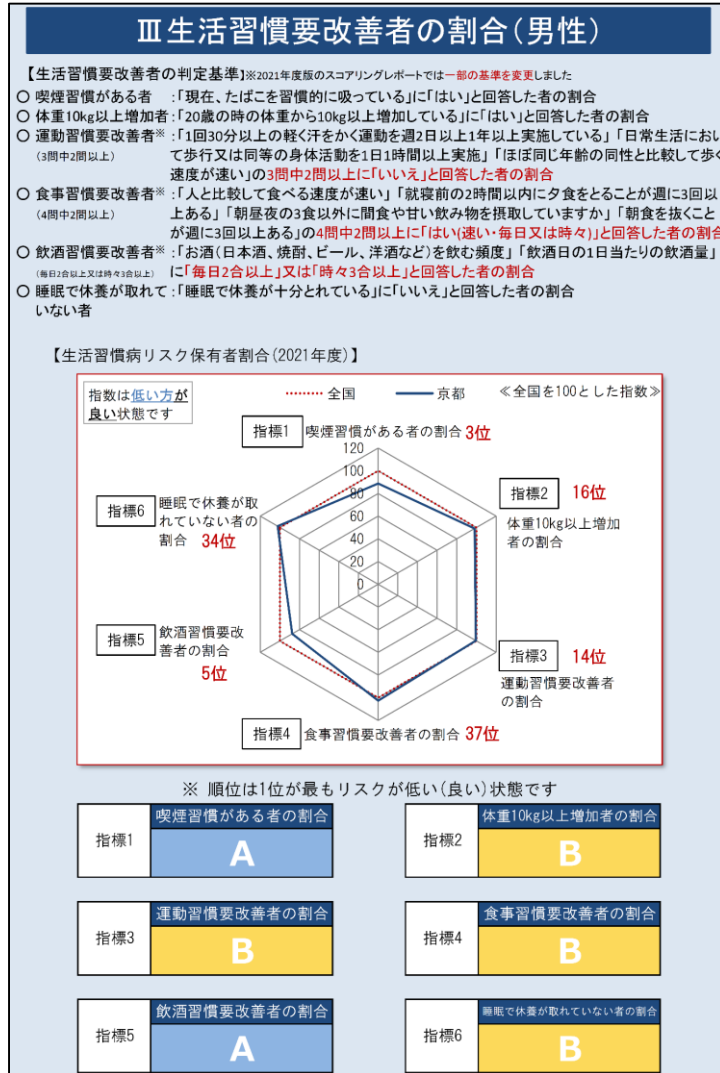 Ⅲ生活習慣要改善者の割合（男性）
【生活習慣要改善者の判定基準】※2021年度版のスコアリングレポートでは一部の基準を変更しました
○ 喫煙習慣がある者 ：「現在、たばこを習慣的に吸っている」に「はい」と回答した者の割合
○ 体重10kg以上増加者：「20歳の時の体重から10kg以上増加している」に「はい」と回答した者の割合
○ 運動習慣要改善者※ ：「1回30分以上の軽く汗をかく運動を週2日以上1年以上実施している」「日常生活におい
（3問中2問以上） て歩行又は同等の身体活動を1日1時間以上実施」「ほぼ同じ年齢の同性と比較して歩く
速度が速い」の3問中2問以上に「いいえ」と回答した者の割合
○ 食事習慣要改善者※ ：「人と比較して食べる速度が速い」「就寝前の2時間以内に夕食をとることが週に3回以
（4問中2問以上） 上ある」「朝昼夜の3食以外に間食や甘い飲み物を摂取していますか」「朝食を抜くこと
が週に3回以上ある」の4問中2問以上に「はい（速い・毎日又は時々）」と回答した者の割合
○ 飲酒習慣要改善者※ ：「お酒（日本酒、焼酎、ビール、洋酒など）を飲む頻度」「飲酒日の1日当たりの飲酒量」
（毎日2合以上又は時々3合以上） に「毎日2合以上」又は「時々3合以上」と回答した者の割合
○ 睡眠で休養が取れて ：「睡眠で休養が十分とれている」に「いいえ」と回答した者の割合
いない者
【生活習慣病リスク保有者割合（2021年度）】
指数は低い方が
良い状態です
全国 京都 ≪全国を100とした指数≫
指標1 喫煙習慣がある者の割合 3位
120
100
80
60
40
20
0
指標2 16位
体重10kg以上増加
者の割合
指標6 睡眠で休養が取
れていない者の
割合 34位
指標5 飲酒習慣要改
善者の割合
5位
指標3 14位
運動習慣要改善者
の割合
指標4 食事習慣要改善者の割合 37位
※ 順位は1位が最もリスクが低い（良い）状態です
指標1 喫煙習慣がある者の割合
A
指標2 体重10kg以上増加者の割合
B
指標3 運動習慣要改善者の割合
B
指標4 食事習慣要改善者の割合
B
指標5 飲酒習慣要改善者の割合
A
指標6 睡眠で休養が取れていない者の割合
B